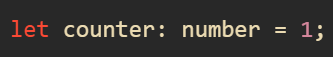 let counter: number = 1;